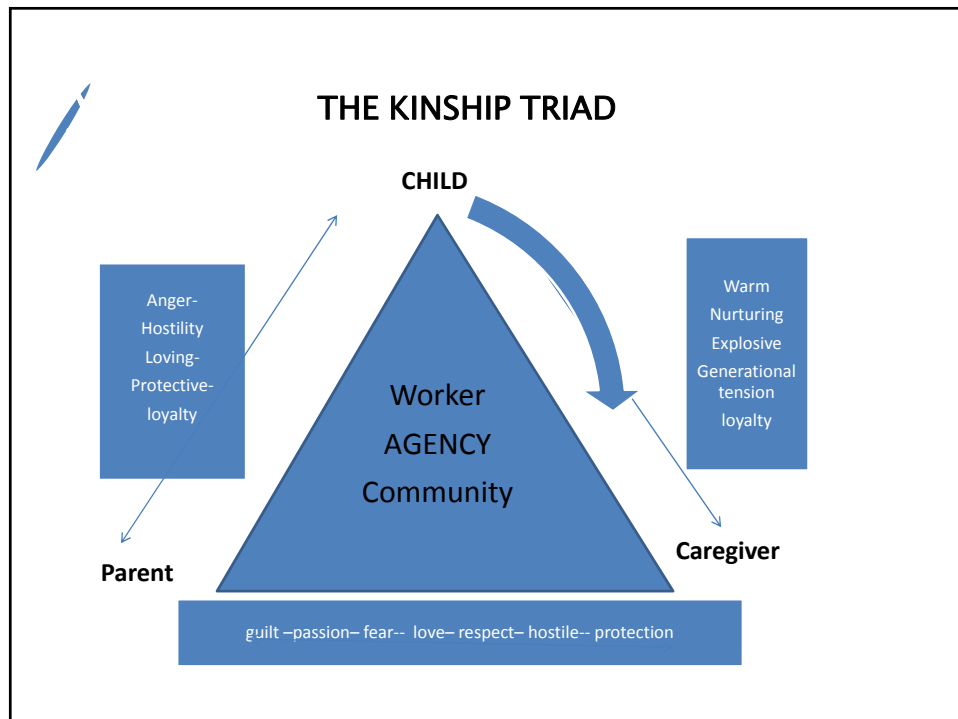 THE KINSHIP TRIAD
CHILD
Anger-
Hostility
Loving-
Protective-
loyalty
Warm
Nurturing
Explosive
Generational
tension
loyalty
Worker
AGENCY
Community
Parent
Caregiver
guilt –passion– fear-- love– respect– hostile-- protection